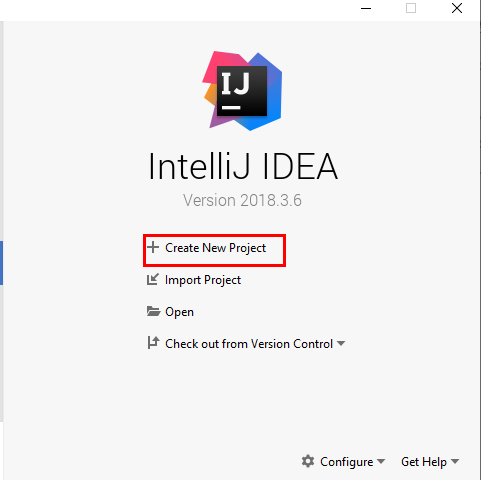 IJ
IntelliJ IDEA
Version 2018.3.6
Create New Project
Import Project
Open
Check out from Version Control
Configure Get Help